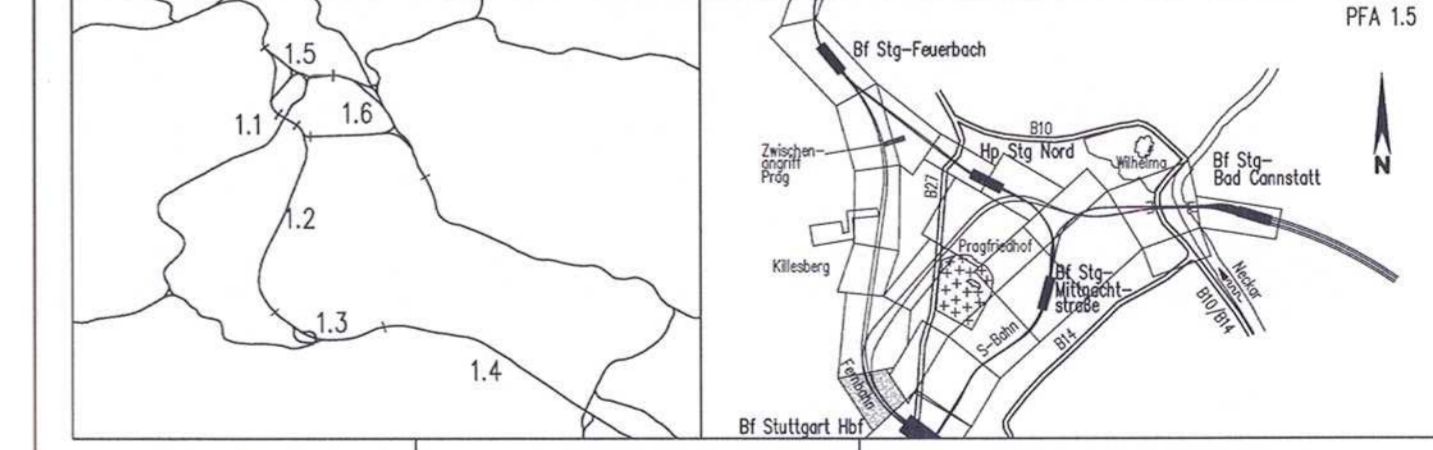 1.5
1.6
1.1
1.2
1.3
1.4
PFA 1.5
Bf Stg-Feuerbach
N
B10
Zwischen-
angriff
Prag
Hp Stg Nord
Wilhelma
Bf Stg-
Bad Cannstatt
B27
Pragfriedhof
Killesberg
Bf Stg-
Mittnacht-
straße
Neckar
B10/B14
S-Bahn
B14
Fernbahn
Bf Stuttgart Hbf